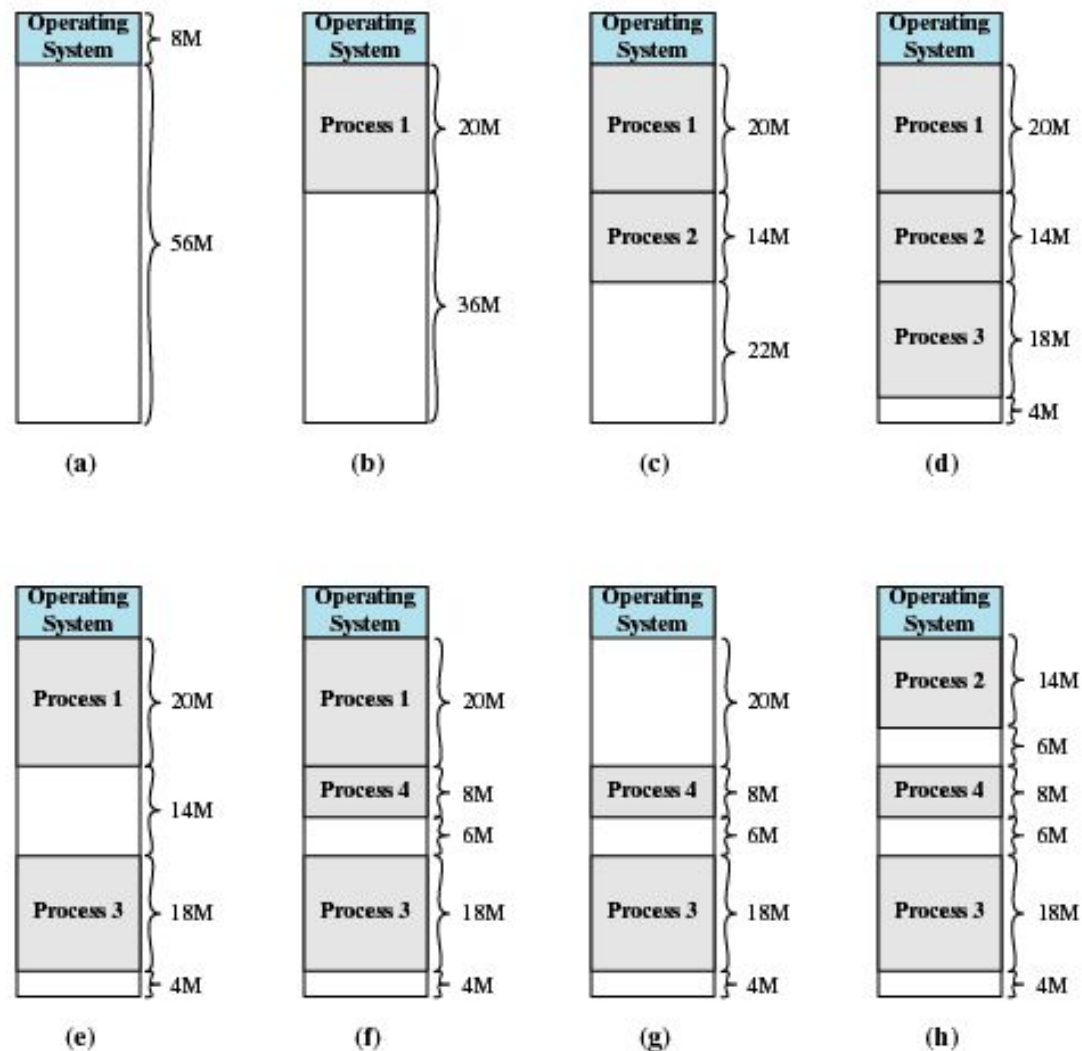 Operating
System
8M
56M
(a)
Operating
System
Process 1
20M
36M
(b)
Operating
System
Process 1
20M
Process 2
14M
22M
(c)
Operating
System
Process 1
20M
Process 2
14M
Process 3
18M
4M
(d)
Operating
System
Process 1
20M
14M
Process 3
18M
4M
(e)
Operating
System
Process 1
20M
Process 4
8M
6M
Process 3
18M
4M
(f)
Operating
System
20M
Process 4
8M
6M
Process 3
18M
4M
(g)
Operating
System
Process 2
14M
6M
Process 4
8M
6M
Process 3
18M
4M
(h)